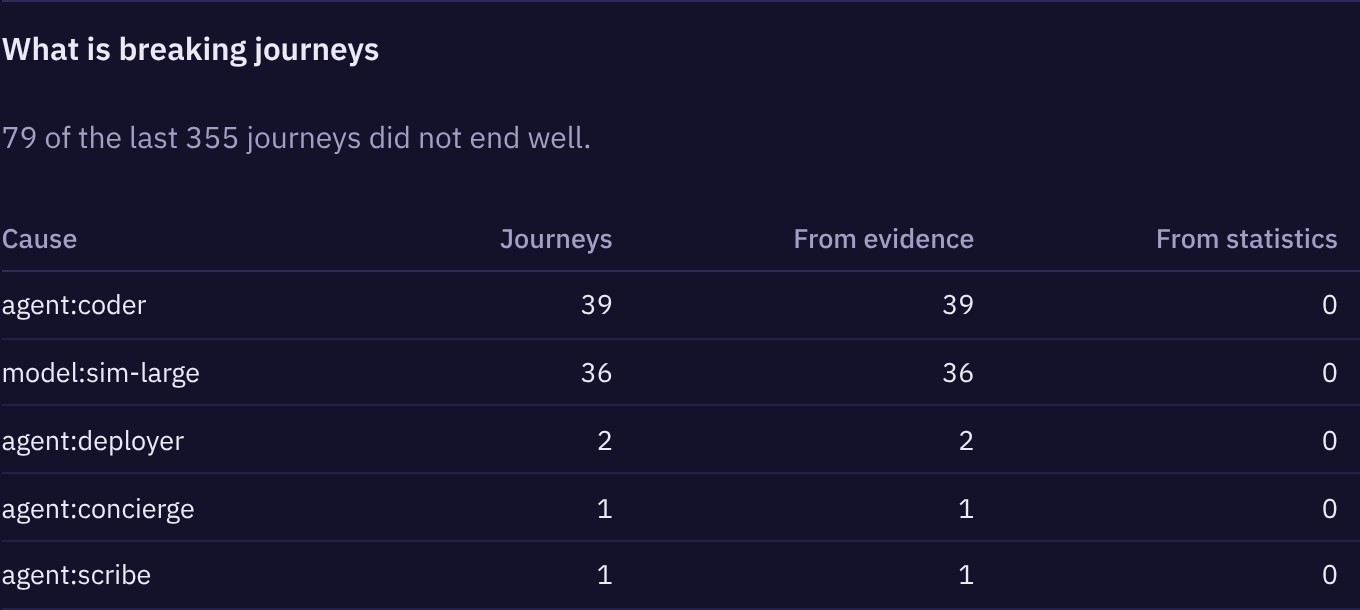 What is breaking journeys
79 of the last 355 journeys did not end well.
Cause Journeys From evidence From statistics
agent:coder 39 39 0
model:sim-large 36 36 0
agent:deployer 2 2 0
agent:concierge 1 1 0
agent:scribe 1 1 0